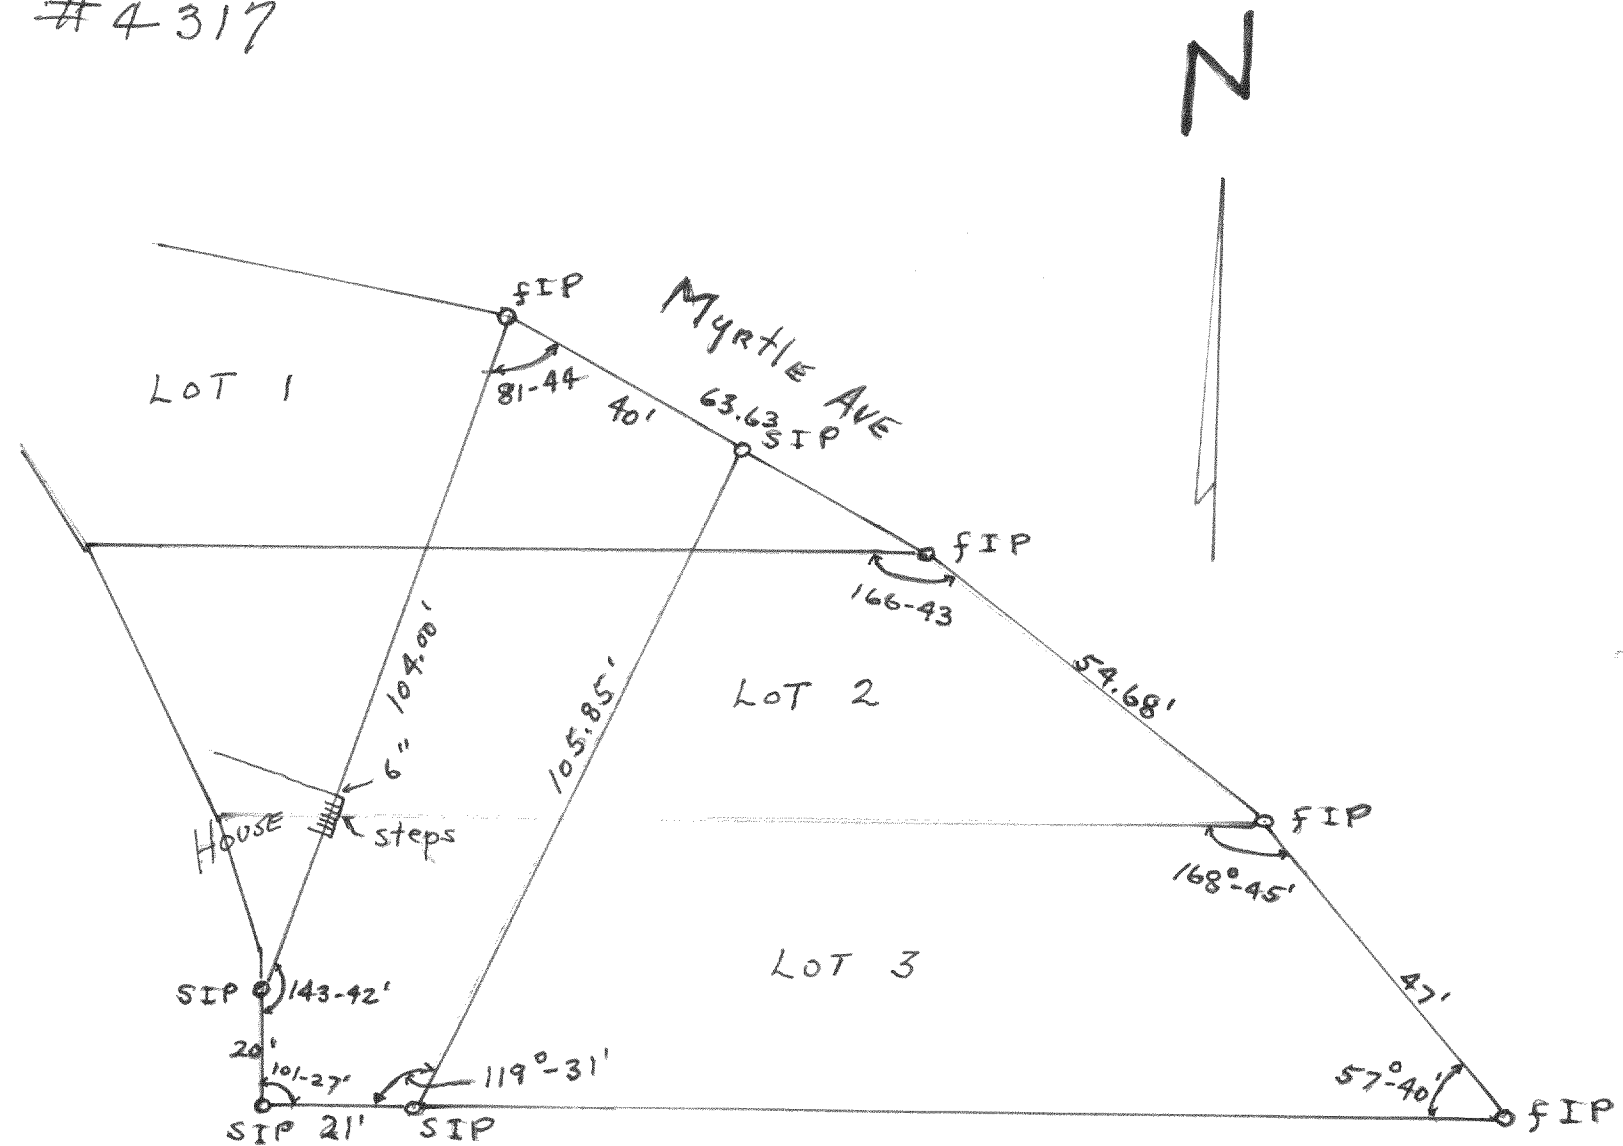 #4317
N
fIP
Myrtle Ave
LOT 1
81-44
40'
63.63
SIP
fIP
166-43
104.00'
105.85'
LOT 2
54.68'
6"
House
steps
fIP
168°-45'
LOT 3
SIP
143-42'
47'
20'
101-27'
119°-31'
57°-40'
SIP
21'
SIP
fIP